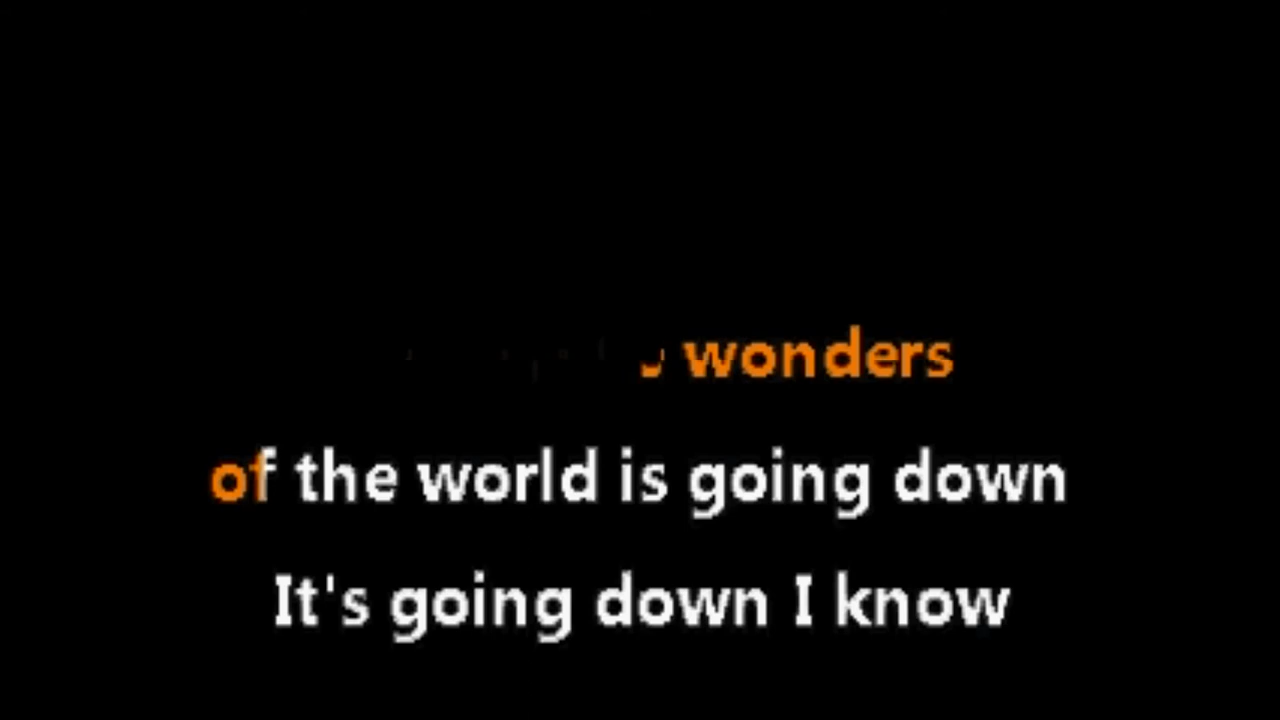 wonders
of the world is going down
It's going down I know